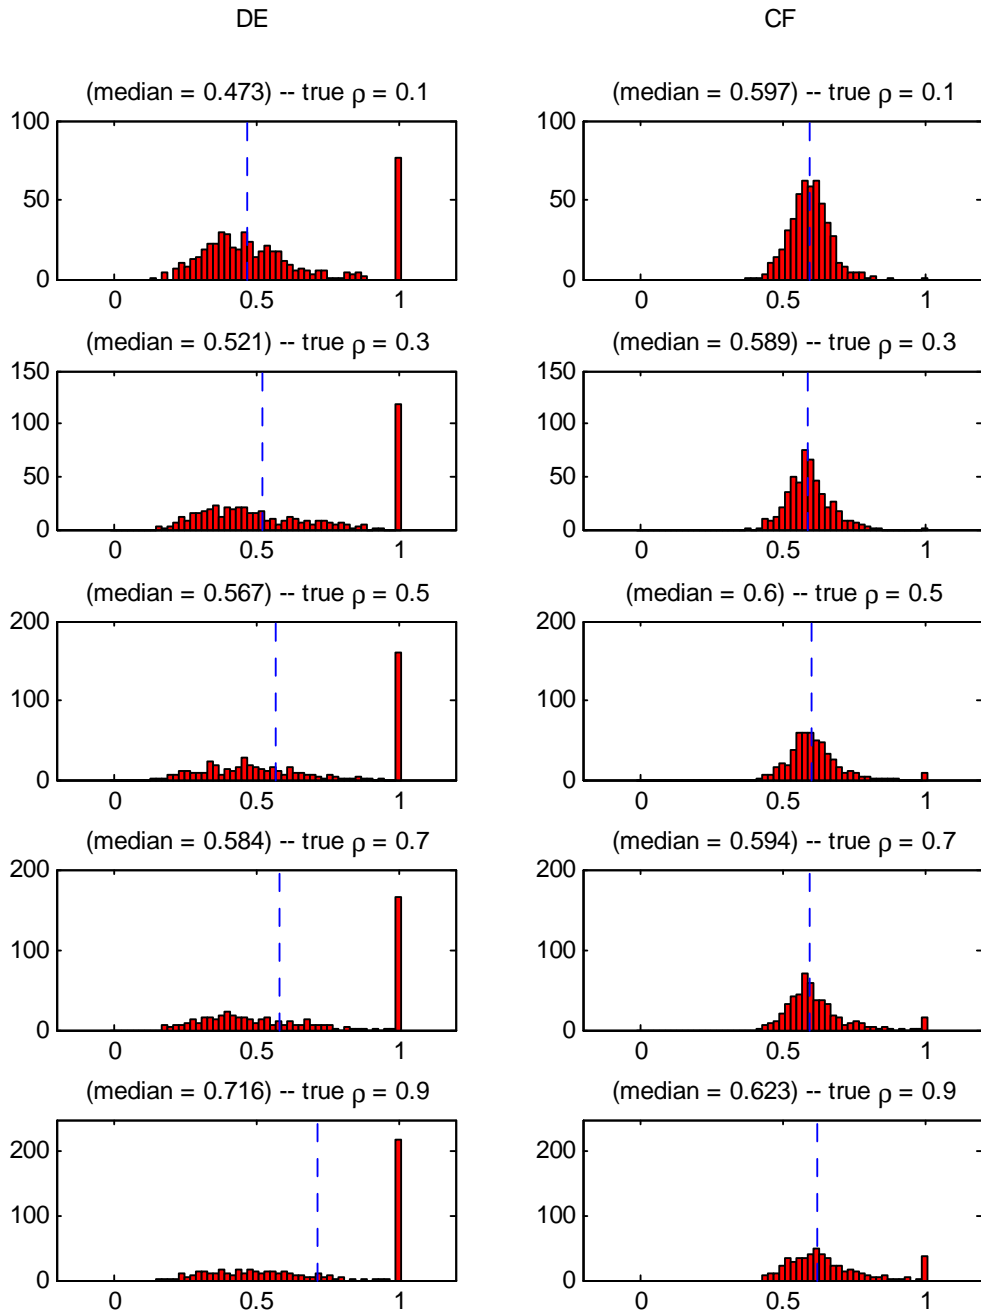 DE
CF
(median = 0.473) -- true ρ = 0.1
(median = 0.597) -- true ρ = 0.1
100
50
0
0 0.5 1
100
50
0
0 0.5 1
(median = 0.521) -- true ρ = 0.3
(median = 0.589) -- true ρ = 0.3
150
100
50
0
0 0.5 1
150
100
50
0
0 0.5 1
(median = 0.567) -- true ρ = 0.5
(median = 0.6) -- true ρ = 0.5
200
100
0
0 0.5 1
200
100
0
0 0.5 1
(median = 0.584) -- true ρ = 0.7
(median = 0.594) -- true ρ = 0.7
200
100
0
0 0.5 1
200
100
0
0 0.5 1
(median = 0.716) -- true ρ = 0.9
(median = 0.623) -- true ρ = 0.9
200
100
0
0 0.5 1
200
100
0
0 0.5 1